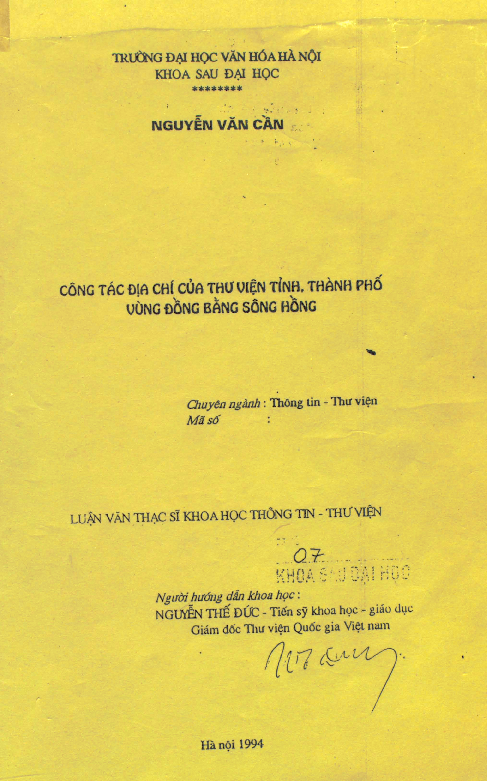 TRƯỜNG ĐẠI HỌC VĂN HÓA HÀ NỘI
KHOA SAU ĐẠI HỌC
********
NGUYỄN VĂN CẦN
CÔNG TÁC ĐỊA CHÍ CỦA THƯ VIỆN TỈNH, THÀNH PHỐ
VÙNG ĐỒNG BẰNG SÔNG HỒNG
Chuyên ngành : Thông tin - Thư viện
Mã số :
LUẬN VĂN THẠC SĨ KHOA HỌC THÔNG TIN - THƯ VIỆN
07
KHOA SAU ĐẠI HỌC
Người hướng dẫn khoa học :
NGUYỄN THẾ ĐỨC - Tiến sỹ khoa học - giáo dục
Giám đốc Thư viện Quốc gia Việt nam
Hà nội 1994